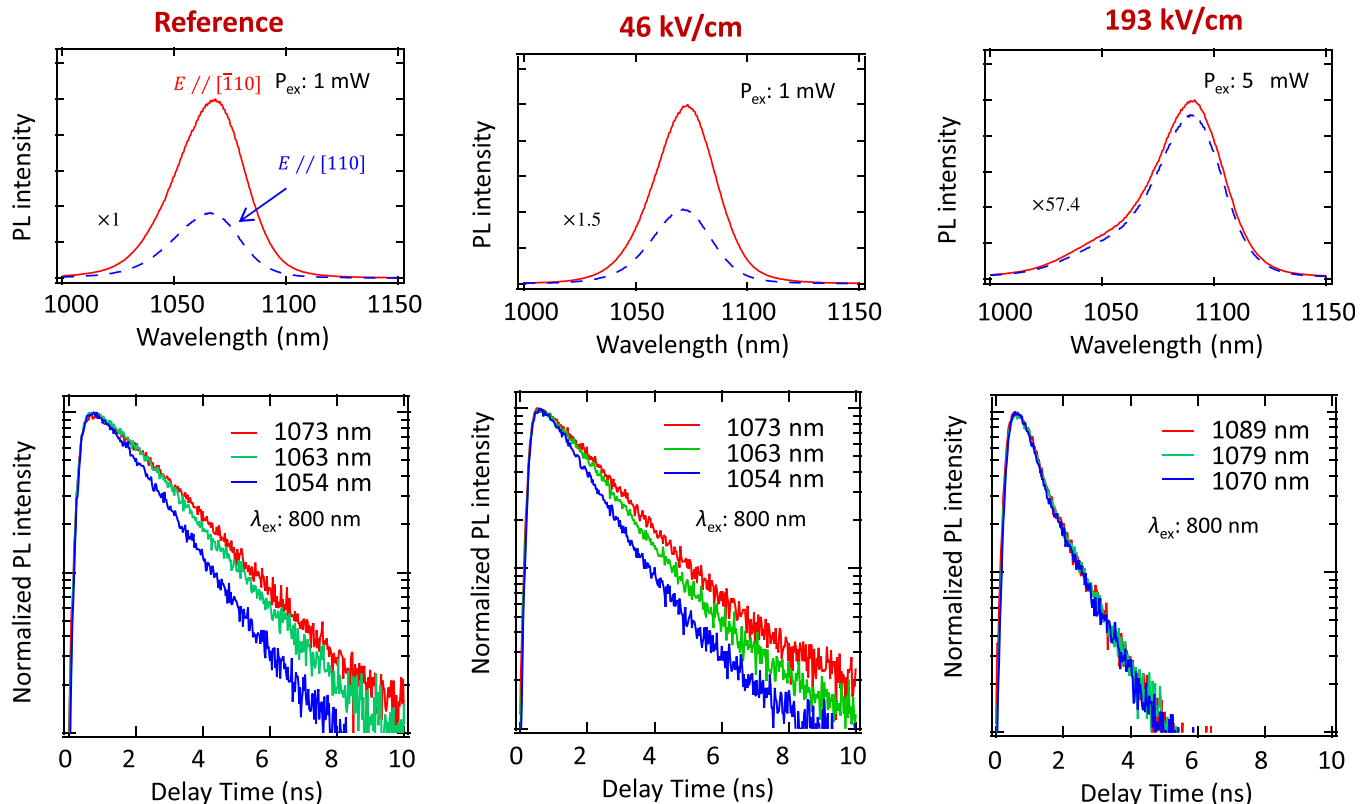 Reference
46 kV/cm
193 kV/cm
E // [1̅10]
P_ex: 1 mW
E // [110]
×1
PL intensity
1000
1050
1100
1150
Wavelength (nm)
P_ex: 1 mW
×1.5
PL intensity
1000
1050
1100
1150
Wavelength (nm)
P_ex: 5 mW
×57.4
PL intensity
1000
1050
1100
1150
Wavelength (nm)
1073 nm
1063 nm
1054 nm
λ_ex: 800 nm
Normalized PL intensity
0
2
4
6
8
10
Delay Time (ns)
1073 nm
1063 nm
1054 nm
λ_ex: 800 nm
Normalized PL intensity
0
2
4
6
8
10
Delay Time (ns)
1089 nm
1079 nm
1070 nm
λ_ex: 800 nm
Normalized PL intensity
0
2
4
6
8
10
Delay Time (ns)